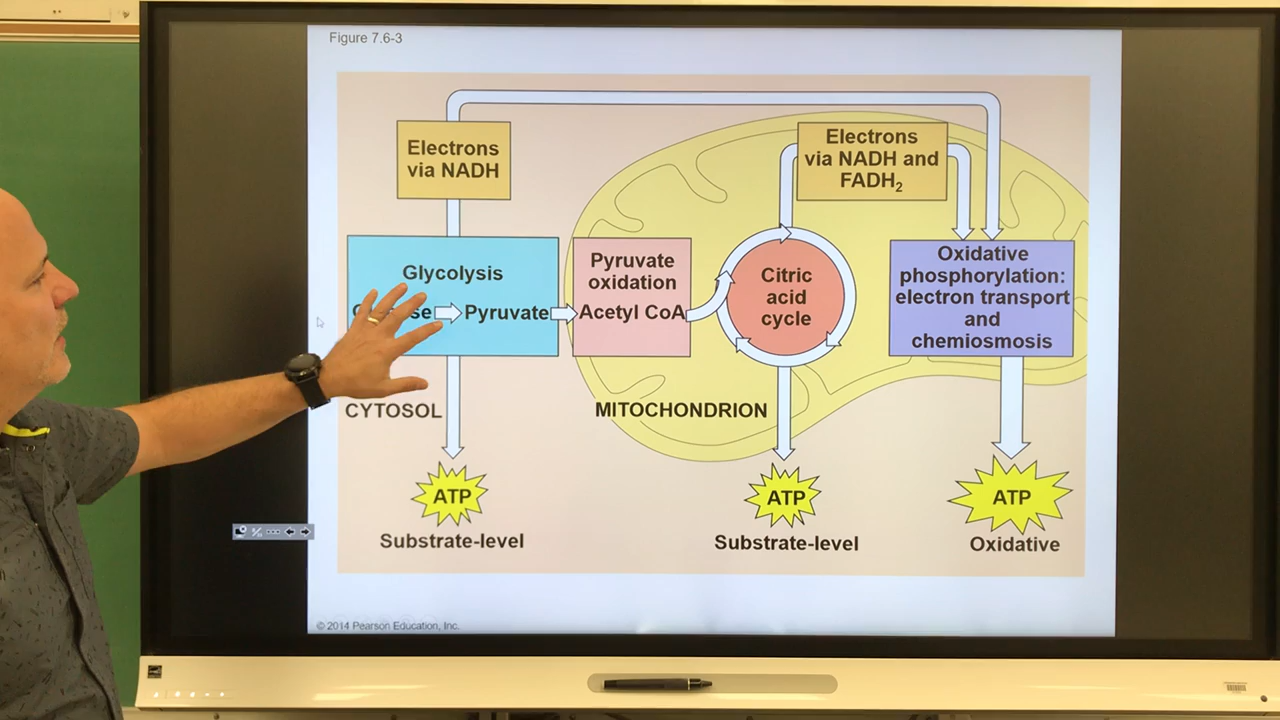 Figure 7.6-3
Electrons
via NADH
Electrons
via NADH and
FADH₂
Glycolysis
Pyruvate
Pyruvate
oxidation
Acetyl CoA
Citric
acid
cycle
Oxidative
phosphorylation:
electron transport
and
chemiosmosis
CYTOSOL
MITOCHONDRION
ATP
ATP
ATP
Substrate-level
Substrate-level
Oxidative
© 2014 Pearson Education, Inc.